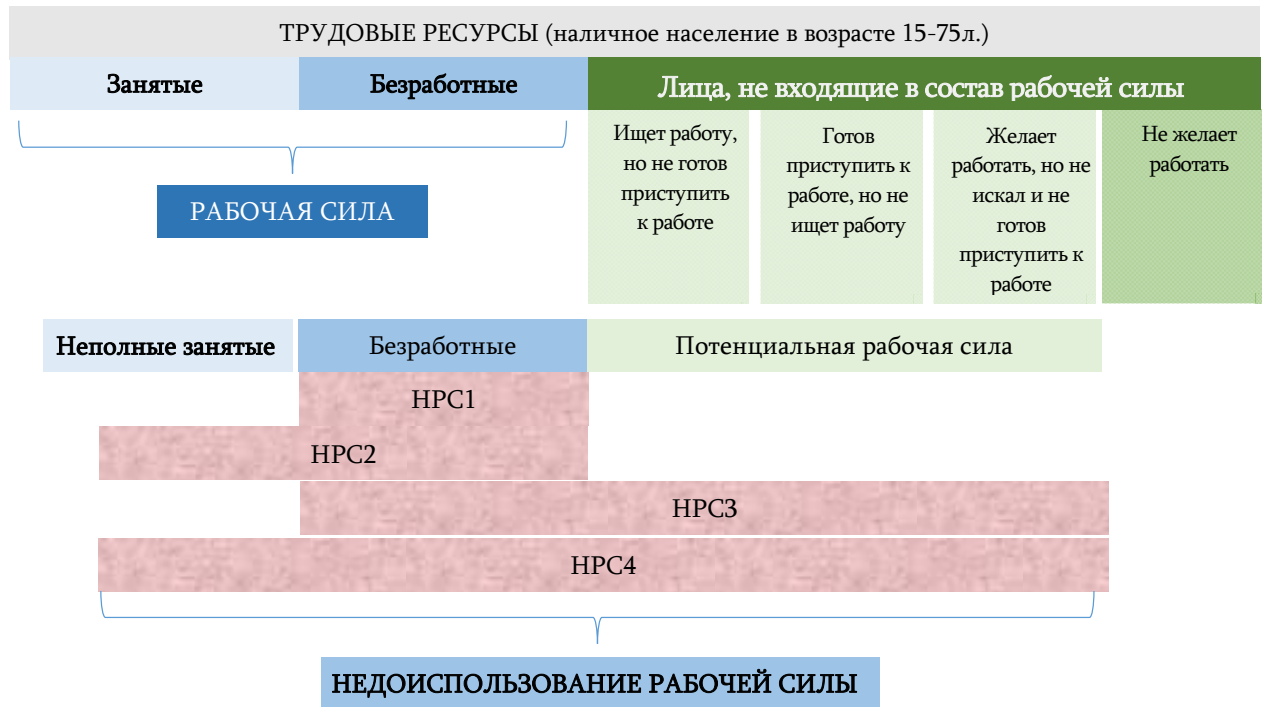 ТРУДОВЫЕ РЕСУРСЫ (наличное население в возрасте 15-75л.)
Занятые
Безработные
Лица, не входящие в состав рабочей силы
РАБОЧАЯ СИЛА
Ищет работу,
но не готов
приступить
к работе
Готов
приступить к
работе, но не
ищет работу
Желает
работать, но не
искал и не
готов
приступить к
работе
Не желает
работать
Неполные занятые
Безработные
Потенциальная рабочая сила
НРС1
НРС2
НРС3
НРС4
НЕДОИСПОЛЬЗОВАНИЕ РАБОЧЕЙ СИЛЫ